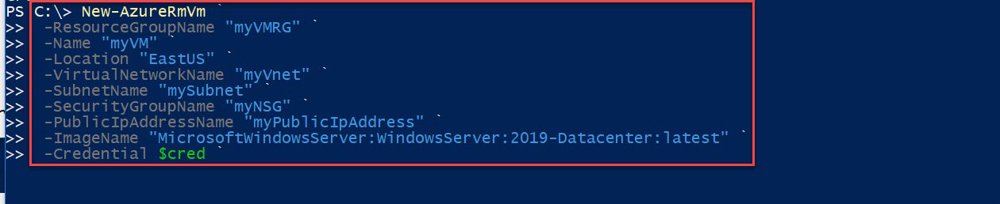 PS C:\> New-AzureRmVm `
>>  -ResourceGroupName "myVMRG" `
>>  -Name "myVM" `
>>  -Location "EastUS" `
>>  -VirtualNetworkName "myVnet" `
>>  -SubnetName "mySubnet" `
>>  -SecurityGroupName "myNSG" `
>>  -PublicIpAddressName "myPublicIpAddress" `
>>  -ImageName "MicrosoftWindowsServer:WindowsServer:2019-Datacenter:latest" `
>>  -Credential $cred `